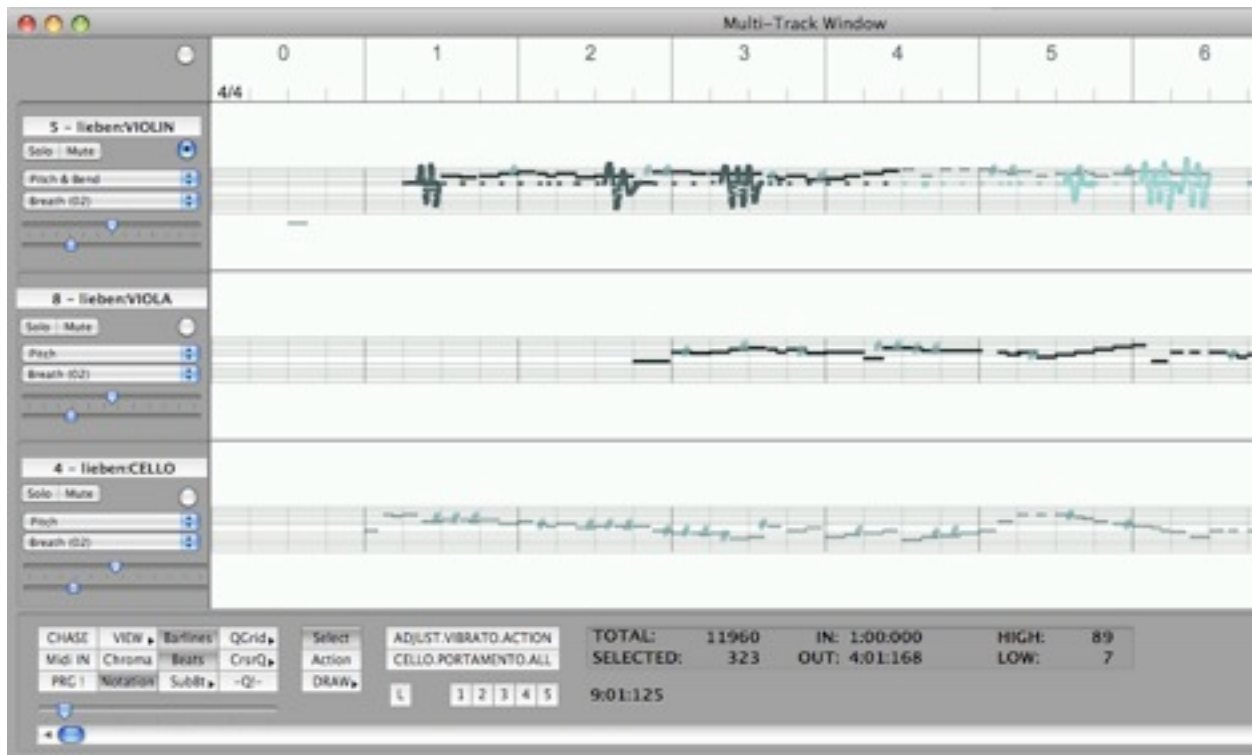 Multi-Track Window
0 1 2 3 4 5 6
4/4
5 - lieben:VIOLIN
Solo Mute
Pitch & Bend
Breath (02)
8 - lieben:VIOLA
Solo Mute
Pitch
Breath (02)
4 - lieben:CELLO
Solo Mute
Pitch
Breath (02)
CHASE VIEW Barlines QGrid Select ADJUST.VIBRATO.ACTION TOTAL: 11960 IN: 1:00:000 HIGH: 89
Midi IN Chroma Beats CrsrQ Action CELLO.PORTAMENTO.ALL SELECTED: 323 OUT: 4:01:168 LOW: 7
PRG ! Notation SubBt -Q!- DRAW
L 1 2 3 4 5 9:01:125